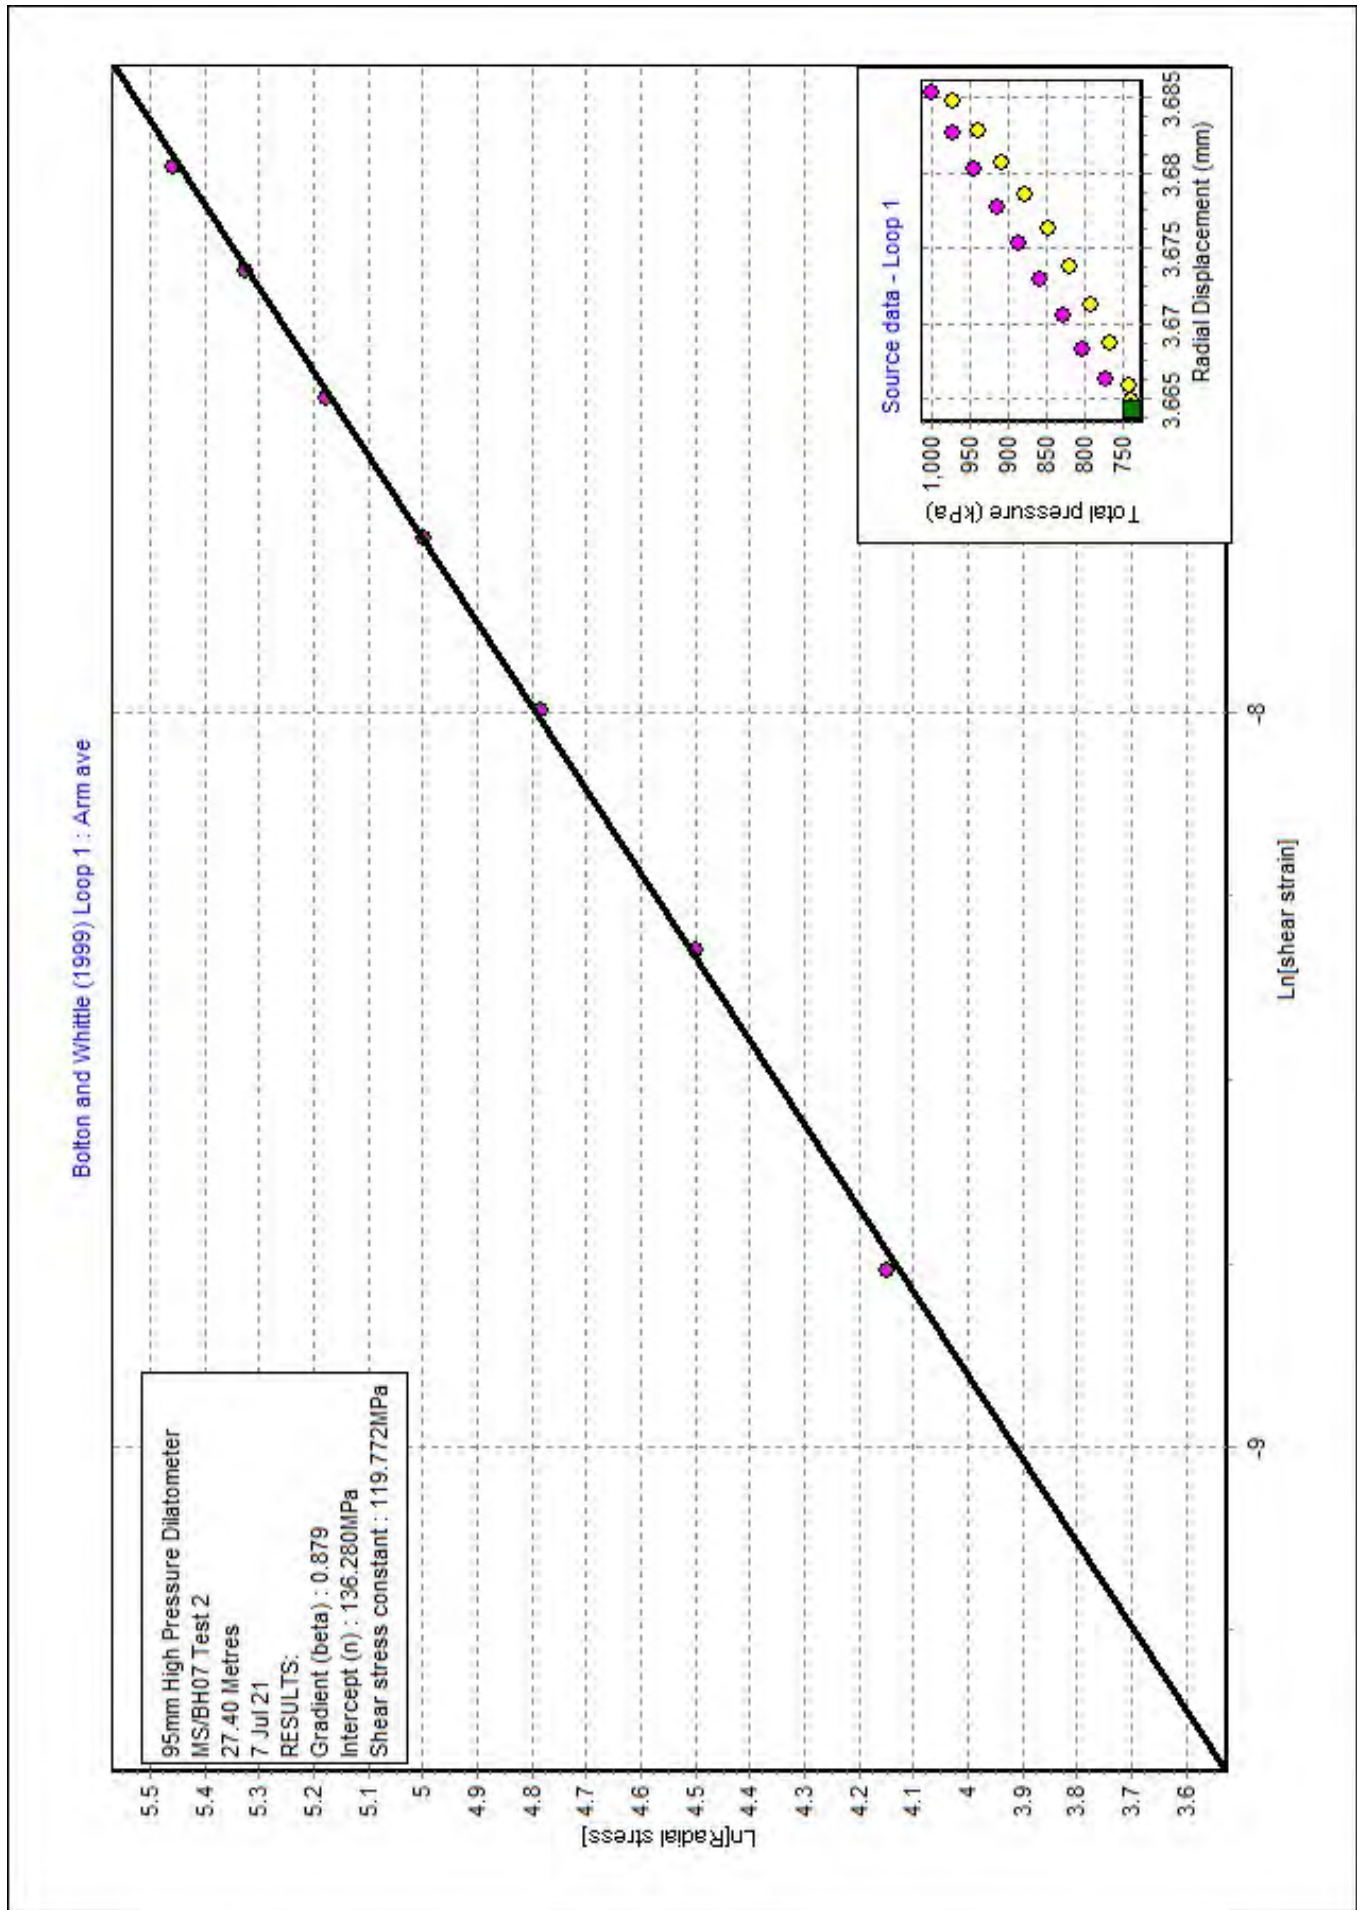 Bolton and Whittle (1999) Loop 1 : Arm ave
95mm High Pressure Dilatometer
MS/BH07 Test 2
27.40 Metres
7 Jul 21
RESULTS:
Gradient (beta) : 0.879
Intercept (n) : 136.280MPa
Shear stress constant : 119.772MPa
Ln[Radial stress]
5.5
5.4
5.3
5.2
5.1
5
4.9
4.8
4.7
4.6
4.5
4.4
4.3
4.2
4.1
4
3.9
3.8
3.7
3.6
-9
-8
Ln[shear strain]
Source data - Loop 1
Total pressure (kPa)
1,000
950
900
850
800
750
3.665
3.67
3.675
3.68
3.685
Radial Displacement (mm)